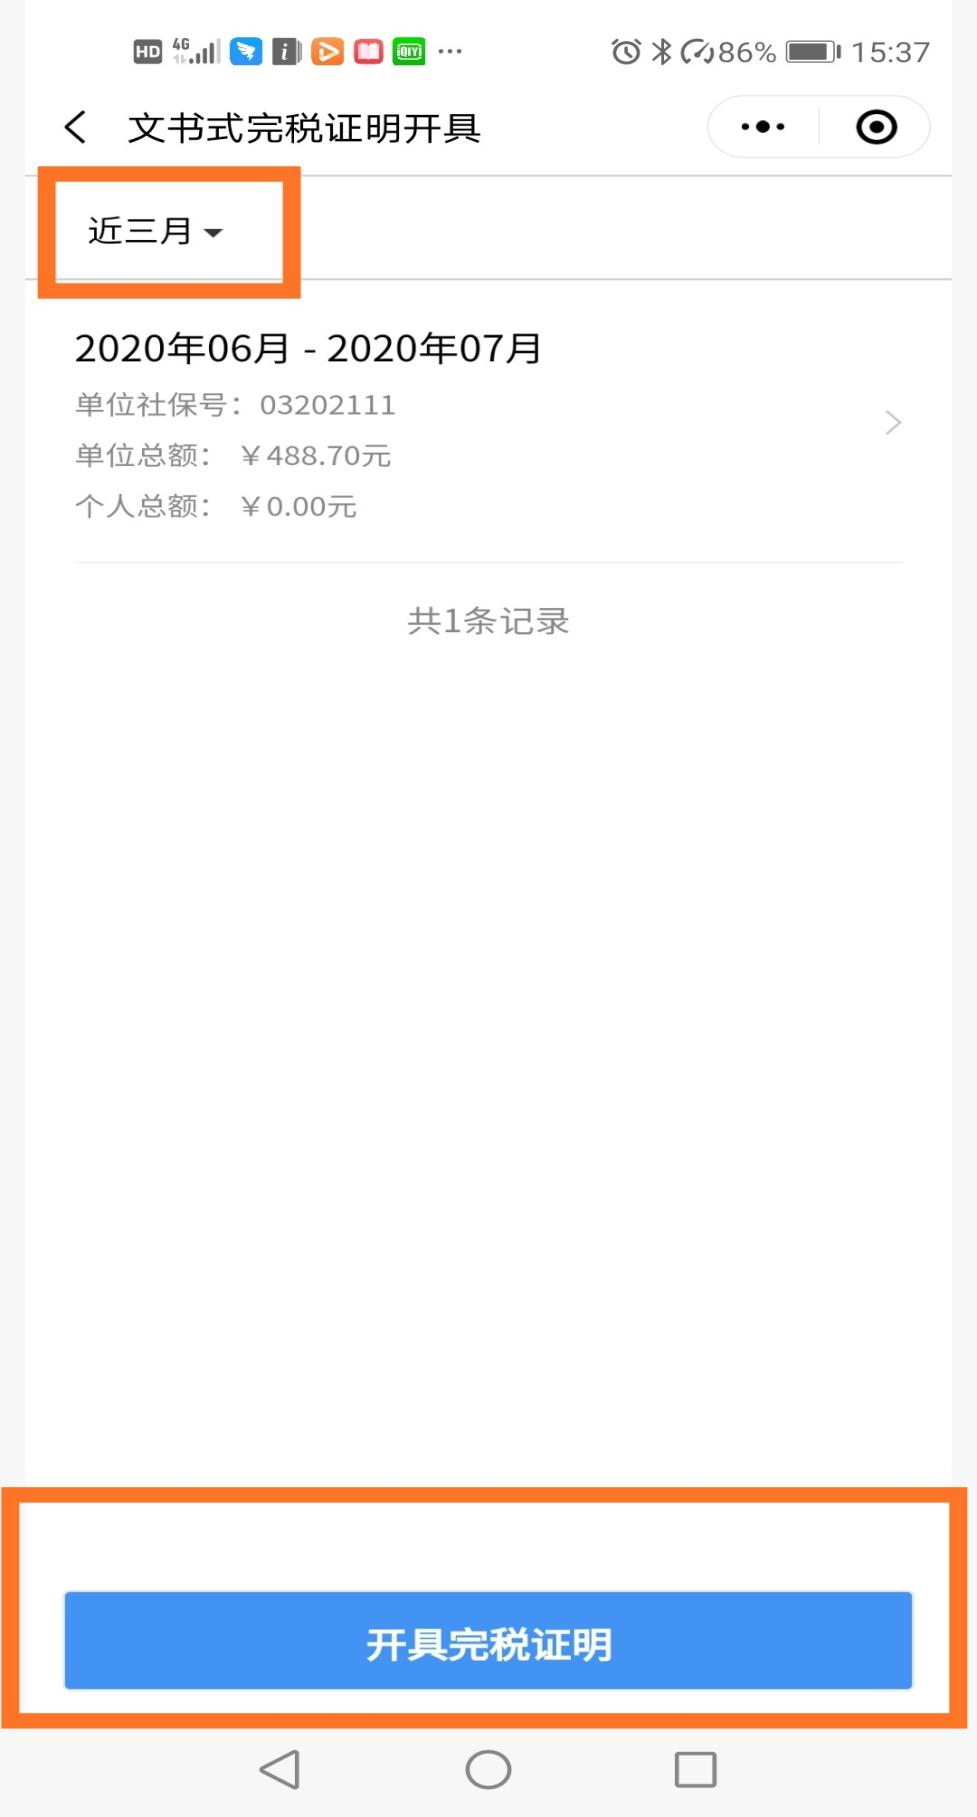 HD 4G iQIYI ··· 86% 15:37
文书式完税证明开具
近三月
2020年06月 - 2020年07月
单位社保号：03202111
单位总额：￥488.70元
个人总额：￥0.00元
共1条记录
开具完税证明